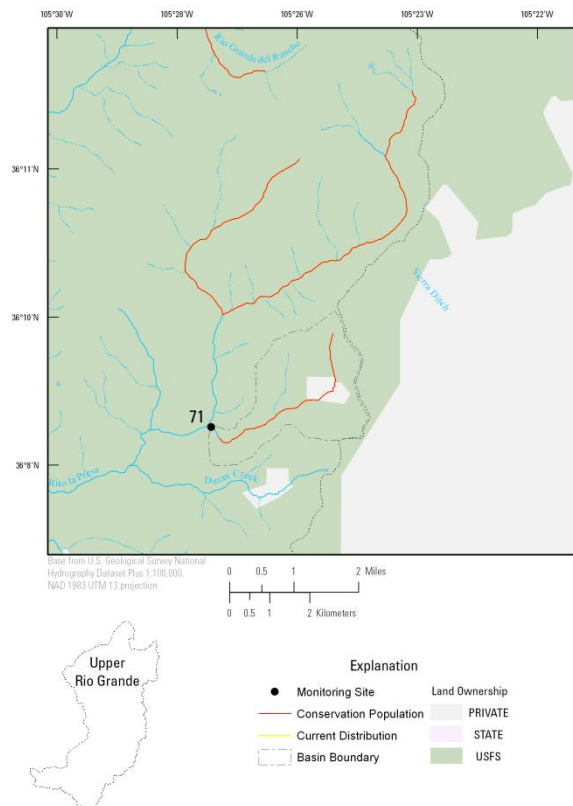 105°30'W
105°28'W
105°26'W
105°23'W
105°22'W
36°11'N
36°10'N
36°8'N
Rio Grande del Rancho
Sierra Ditch
71
Rito la Presa
Duran Creek
Base from U.S. Geological Survey National
Hydrography Dataset Plus 1:100,000.
NAD 1983 UTM 13 projection
0 0.5 1 2 Miles
0 0.5 1 2 Kilometers
Upper
Rio Grande
Explanation
Monitoring Site
Conservation Population
Current Distribution
Basin Boundary
Land Ownership
PRIVATE
STATE
USFS